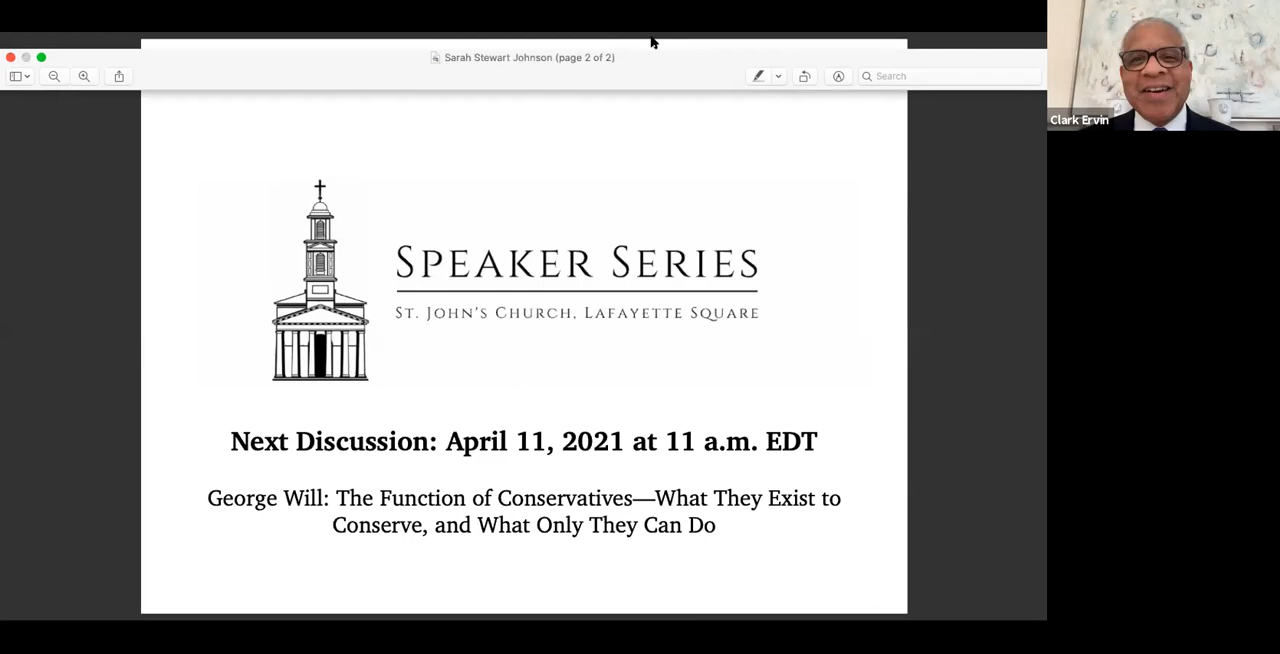 Sarah Stewart Johnson (page 2 of 2)
Search
Clark Ervin
SPEAKER SERIES
ST. JOHN'S CHURCH, LAFAYETTE SQUARE
Next Discussion: April 11, 2021 at 11 a.m. EDT
George Will: The Function of Conservatives—What They Exist to
Conserve, and What Only They Can Do